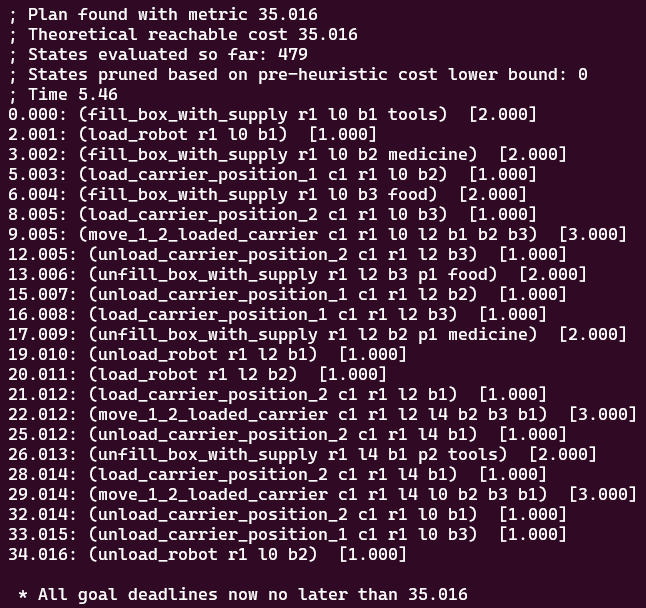 ; Plan found with metric 35.016
; Theoretical reachable cost 35.016
; States evaluated so far: 479
; States pruned based on pre-heuristic cost lower bound: 0
; Time 5.46
0.000: (fill_box_with_supply r1 l0 b1 tools)  [2.000]
2.001: (load_robot r1 l0 b1)  [1.000]
3.002: (fill_box_with_supply r1 l0 b2 medicine)  [2.000]
5.003: (load_carrier_position_1 c1 r1 l0 b2)  [1.000]
6.004: (fill_box_with_supply r1 l0 b3 food)  [2.000]
8.005: (load_carrier_position_2 c1 r1 l0 b3)  [1.000]
9.005: (move_1_2_loaded_carrier c1 r1 l0 l2 b1 b2 b3)  [3.000]
12.005: (unload_carrier_position_2 c1 r1 l2 b3)  [1.000]
13.006: (unfill_box_with_supply r1 l2 b3 p1 food)  [2.000]
15.007: (unload_carrier_position_1 c1 r1 l2 b2)  [1.000]
16.008: (load_carrier_position_1 c1 r1 l2 b3)  [1.000]
17.009: (unfill_box_with_supply r1 l2 b2 p1 medicine)  [2.000]
19.010: (unload_robot r1 l2 b1)  [1.000]
20.011: (load_robot r1 l2 b2)  [1.000]
21.012: (load_carrier_position_2 c1 r1 l2 b1)  [1.000]
22.012: (move_1_2_loaded_carrier c1 r1 l2 l4 b2 b3 b1)  [3.000]
25.012: (unload_carrier_position_2 c1 r1 l4 b1)  [1.000]
26.013: (unfill_box_with_supply r1 l4 b1 p2 tools)  [2.000]
28.014: (load_carrier_position_2 c1 r1 l4 b1)  [1.000]
29.014: (move_1_2_loaded_carrier c1 r1 l4 l0 b2 b3 b1)  [3.000]
32.014: (unload_carrier_position_2 c1 r1 l0 b1)  [1.000]
33.015: (unload_carrier_position_1 c1 r1 l0 b3)  [1.000]
34.016: (unload_robot r1 l0 b2)  [1.000]
* All goal deadlines now no later than 35.016